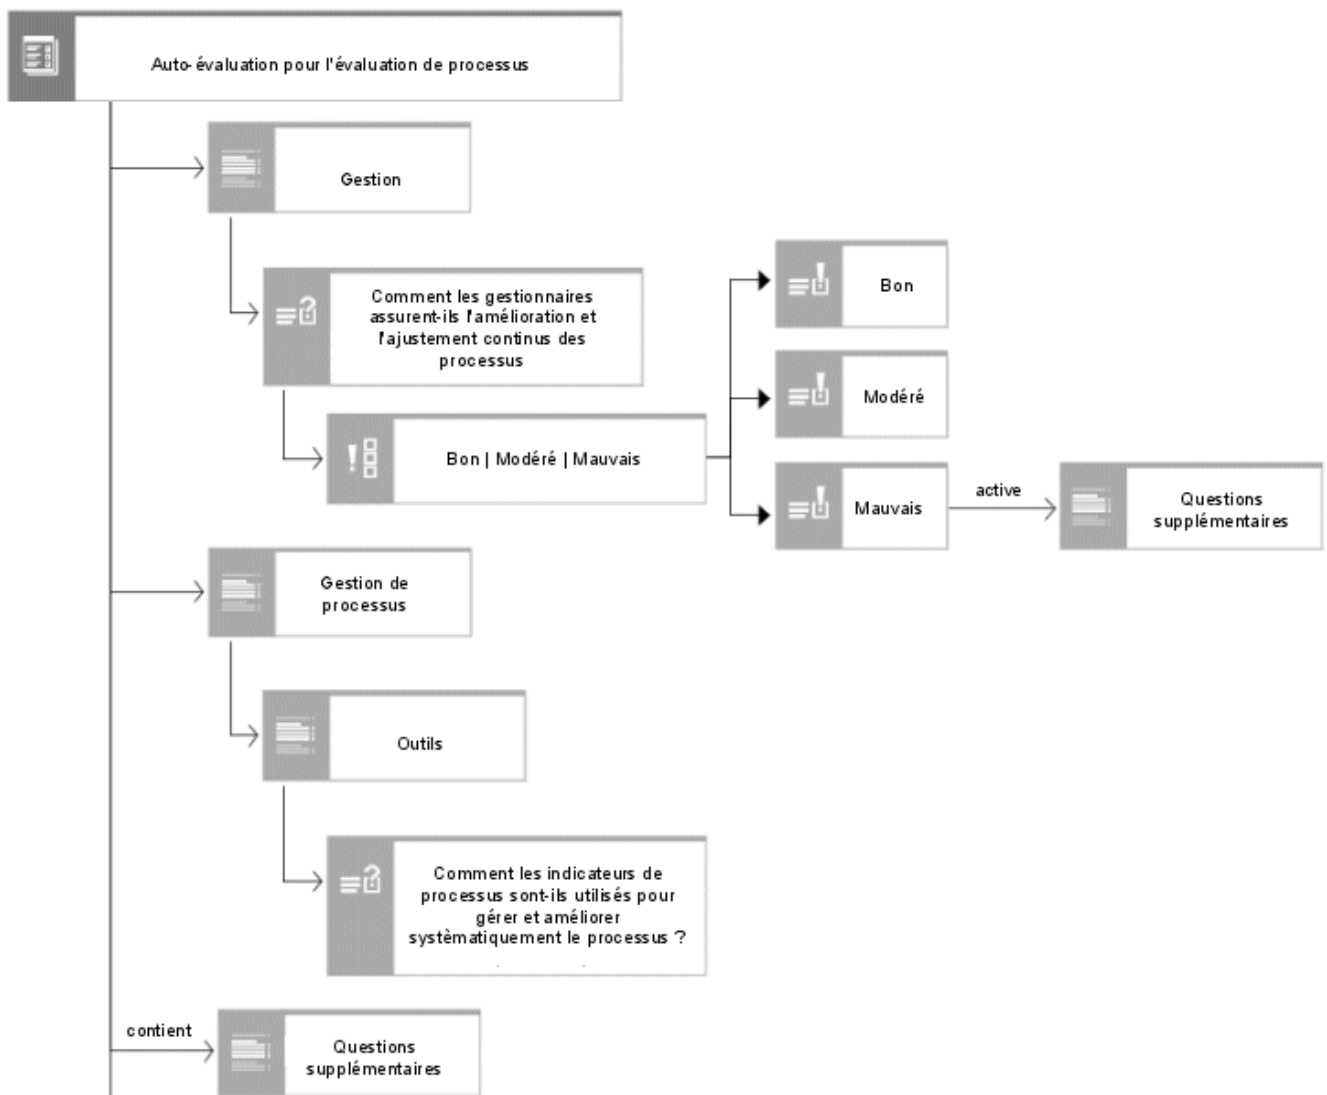 Auto-évaluation pour l'évaluation de processus
Gestion
Comment les gestionnaires
assurent-ils l'amélioration et
l'ajustement continus des
processus
Bon | Modéré | Mauvais
Bon
Modéré
Mauvais
active
Questions
supplémentaires
Gestion de
processus
Outils
Comment les indicateurs de
processus sont-ils utilisés pour
gérer et améliorer
systèmatiquement le processus ?
contient
Questions
supplémentaires